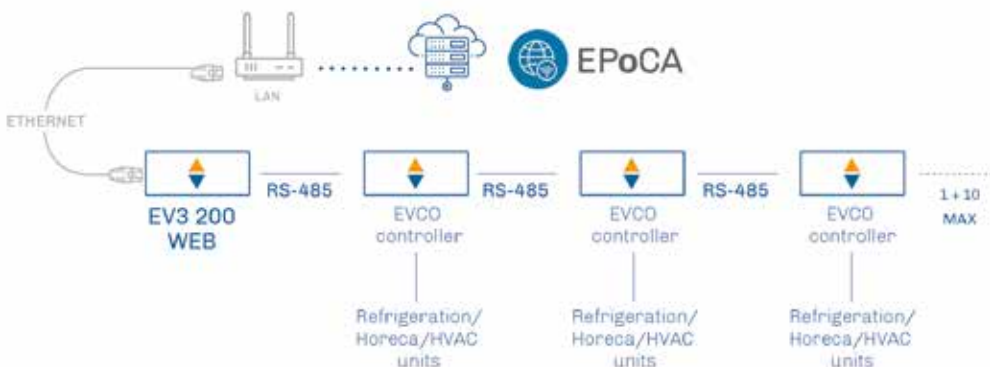 EPoCA
LAN
ETHERNET
RS-485
RS-485
RS-485
1+10
MAX
EV3 200
WEB
EVCO
controller
EVCO
controller
EVCO
controller
Refrigeration/
Horeca/HVAC
units
Refrigeration/
Horeca/HVAC
units
Refrigeration/
Horeca/HVAC
units